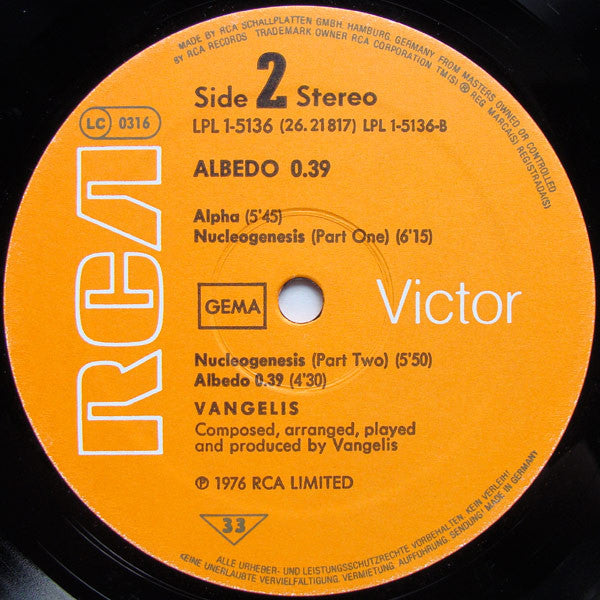 MADE BY RCA SCHALLPLATTEN GMBH, HAMBURG, GERMANY, FROM MASTERS OWNED OR CONTROLLED
BY RCA RECORDS TRADEMARK OWNER RCA CORPORATION TM(S) ® REG. MARCA(S) REGISTRADA(S)
Side 2 Stereo
LC 0316
LPL 1-5136 (26.21817) LPL 1-5136-B
ALBEDO 0.39
RCA
Alpha (5'45)
Nucleogenesis (Part One) (6'15)
GEMA
Victor
Nucleogenesis (Part Two) (5'50)
Albedo 0.39 (4'30)
VANGELIS
Composed, arranged, played
and produced by Vangelis
℗ 1976 RCA LIMITED
33
ALLE URHEBER- UND LEISTUNGSSCHUTZRECHTE VORBEHALTEN. KEIN VERLEIH!
KEINE UNERLAUBTE VERVIELFÄLTIGUNG, VERMIETUNG, AUFFÜHRUNG, SENDUNG! MADE IN GERMANY